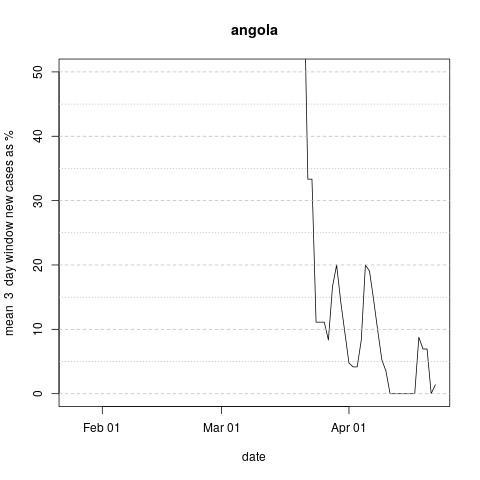 angola
mean 3 day window new cases as %
50
40
30
20
10
0
Feb 01
Mar 01
Apr 01
date